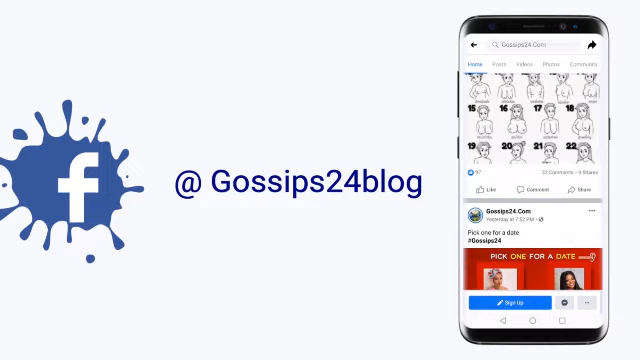 f
@ Gossips24blog
Gossips24.Com
Home Posts Videos Photos Community
15 16 17 18
19 20 21 22
97
33 Comments • 9 Shares
Like Comment Share
Gossips24.Com
Yesterday at 7:52 PM
Pick one for a date
#Gossips24
PICK ONE FOR A DATE
Sign Up